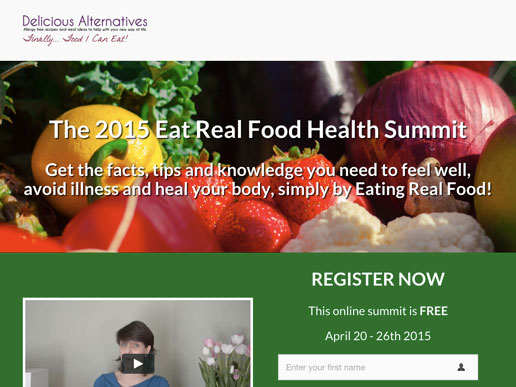 Delicious Alternatives
Allergy free recipes and meal ideas to help with your new way of life.
Finally... Food I Can Eat!
The 2015 Eat Real Food Health Summit
Get the facts, tips and knowledge you need to feel well,
avoid illness and heal your body, simply by Eating Real Food!
REGISTER NOW
This online summit is FREE
April 20 - 26th 2015
Enter your first name